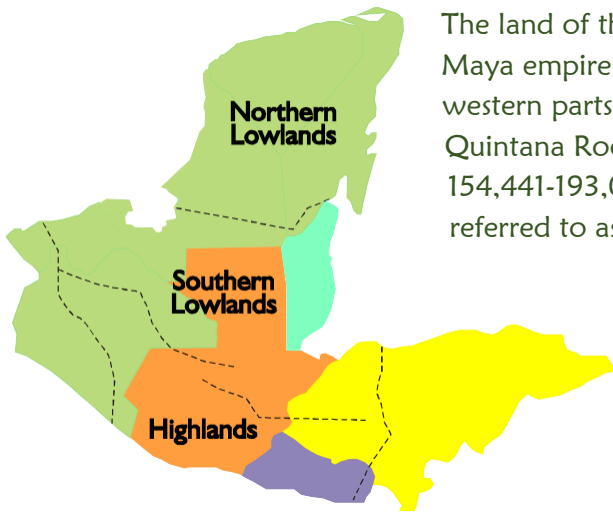 The land of th
Maya empire
western parts
Quintana Roo
154,441-193,0
referred to as
Northern
Lowlands
Southern
Lowlands
Highlands